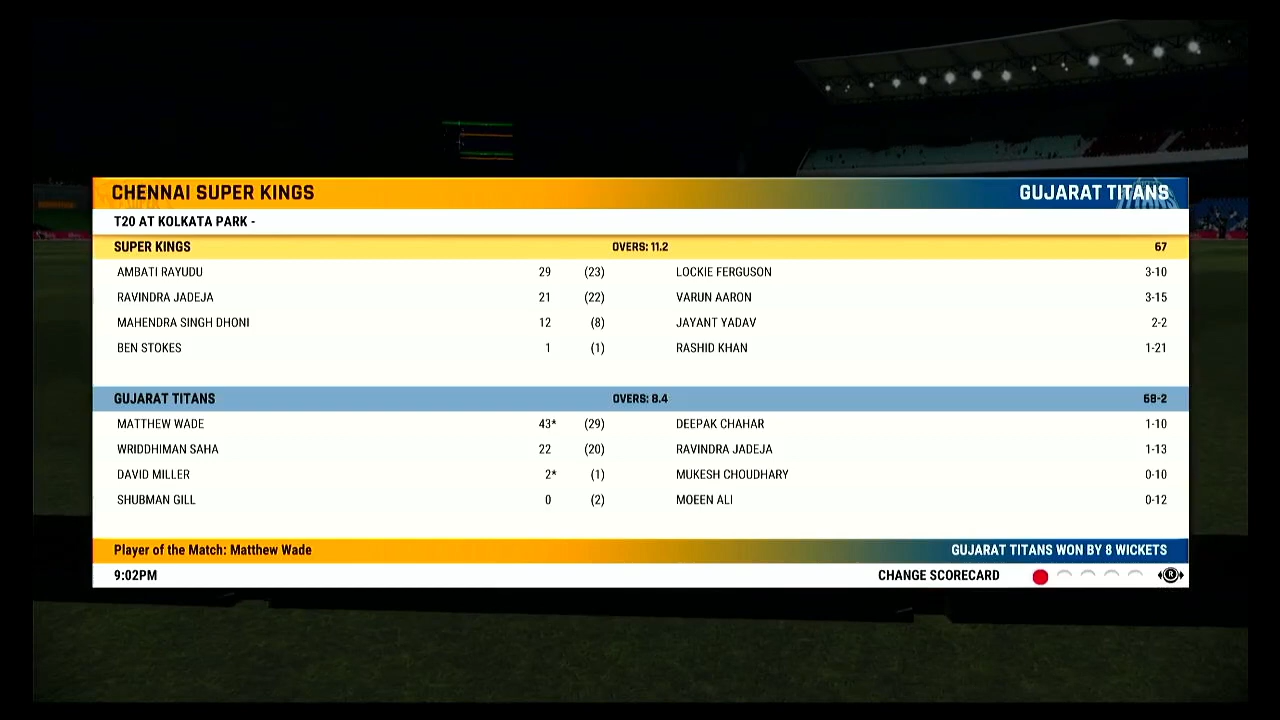 CHENNAI SUPER KINGS GUJARAT TITANS
T20 AT KOLKATA PARK -
SUPER KINGS OVERS: 11.2 67
AMBATI RAYUDU 29 (23) LOCKIE FERGUSON 3-10
RAVINDRA JADEJA 21 (22) VARUN AARON 3-15
MAHENDRA SINGH DHONI 12 (8) JAYANT YADAV 2-2
BEN STOKES 1 (1) RASHID KHAN 1-21
GUJARAT TITANS OVERS: 8.4 68-2
MATTHEW WADE 43* (29) DEEPAK CHAHAR 1-10
WRIDDHIMAN SAHA 22 (20) RAVINDRA JADEJA 1-13
DAVID MILLER 2* (1) MUKESH CHOUDHARY 0-10
SHUBMAN GILL 0 (2) MOEEN ALI 0-12
Player of the Match: Matthew Wade GUJARAT TITANS WON BY 8 WICKETS
9:02PM CHANGE SCORECARD R